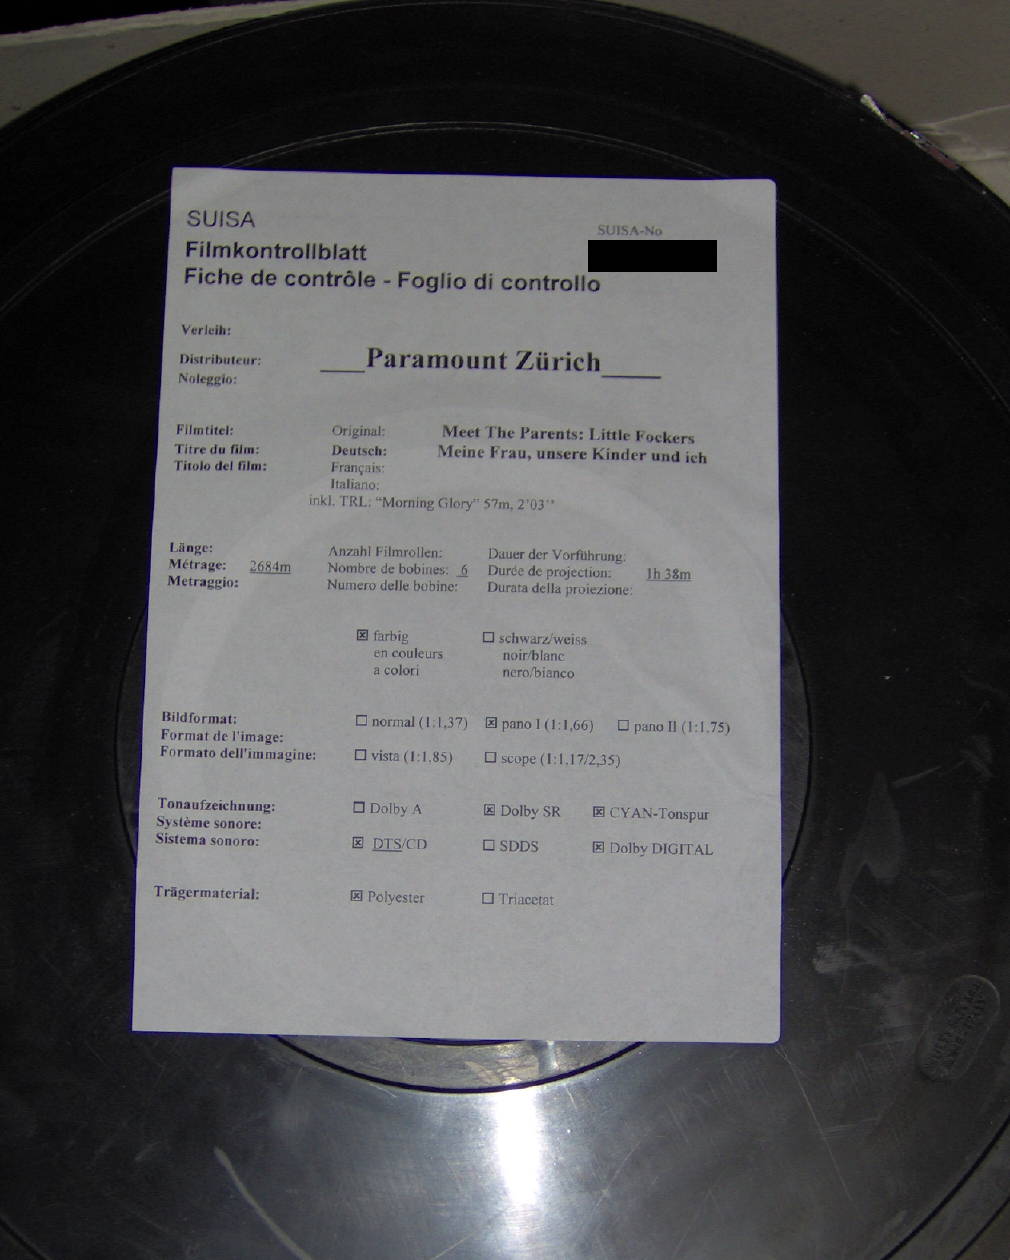 SUISA
SUISA-No
Filmkontrollblatt
Fiche de contrôle - Foglio di controllo
Verleih:
Distributeur: ___Paramount Zürich____
Noleggio:
Filmtitel: Original: Meet The Parents: Little Fockers
Titre du film: Deutsch: Meine Frau, unsere Kinder und ich
Titolo del film: Français:
Italiano:
inkl. TRL: "Morning Glory" 57m, 2'03''
Länge: Anzahl Filmrollen: Dauer der Vorführung:
Métrage: 2684m Nombre de bobines: 6 Durée de projection: 1h 38m
Metraggio: Numero delle bobine: Durata della proiezione:
☒ farbig ☐ schwarz/weiss
en couleurs noir/blanc
a colori nero/bianco
Bildformat: ☐ normal (1:1,37) ☒ pano I (1:1,66) ☐ pano II (1:1,75)
Format de l'image:
Formato dell'immagine: ☐ vista (1:1,85) ☐ scope (1:1,17/2,35)
Tonaufzeichnung: ☐ Dolby A ☒ Dolby SR ☒ CYAN-Tonspur
Système sonore:
Sistema sonoro: ☒ DTS/CD ☐ SDDS ☒ Dolby DIGITAL
Trägermaterial: ☒ Polyester ☐ Triacetat